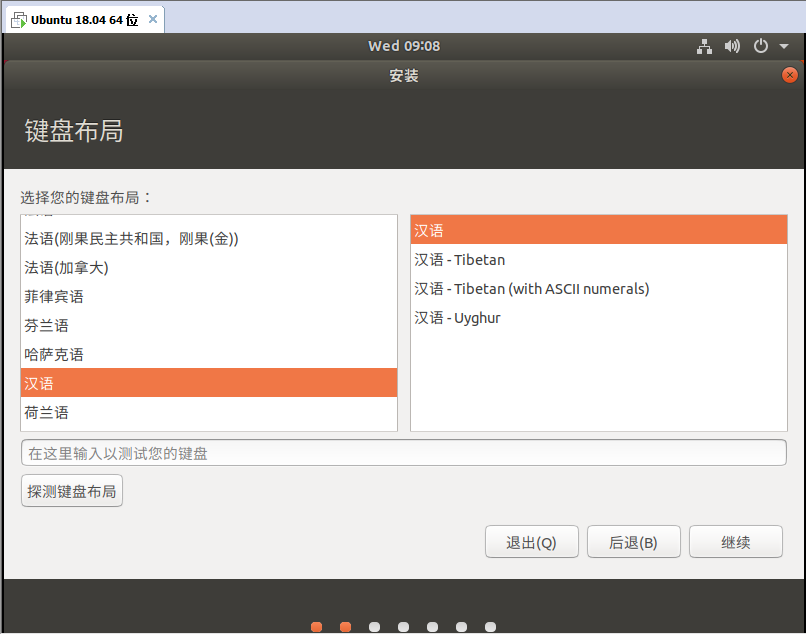 Ubuntu 18.04 64 位
Wed 09:08
安装
键盘布局
选择您的键盘布局：
法语(刚果民主共和国，刚果(金))
法语(加拿大)
菲律宾语
芬兰语
哈萨克语
汉语
荷兰语
汉语
汉语 - Tibetan
汉语 - Tibetan (with ASCII numerals)
汉语 - Uyghur
在这里输入以测试您的键盘
探测键盘布局
退出(Q)
后退(B)
继续